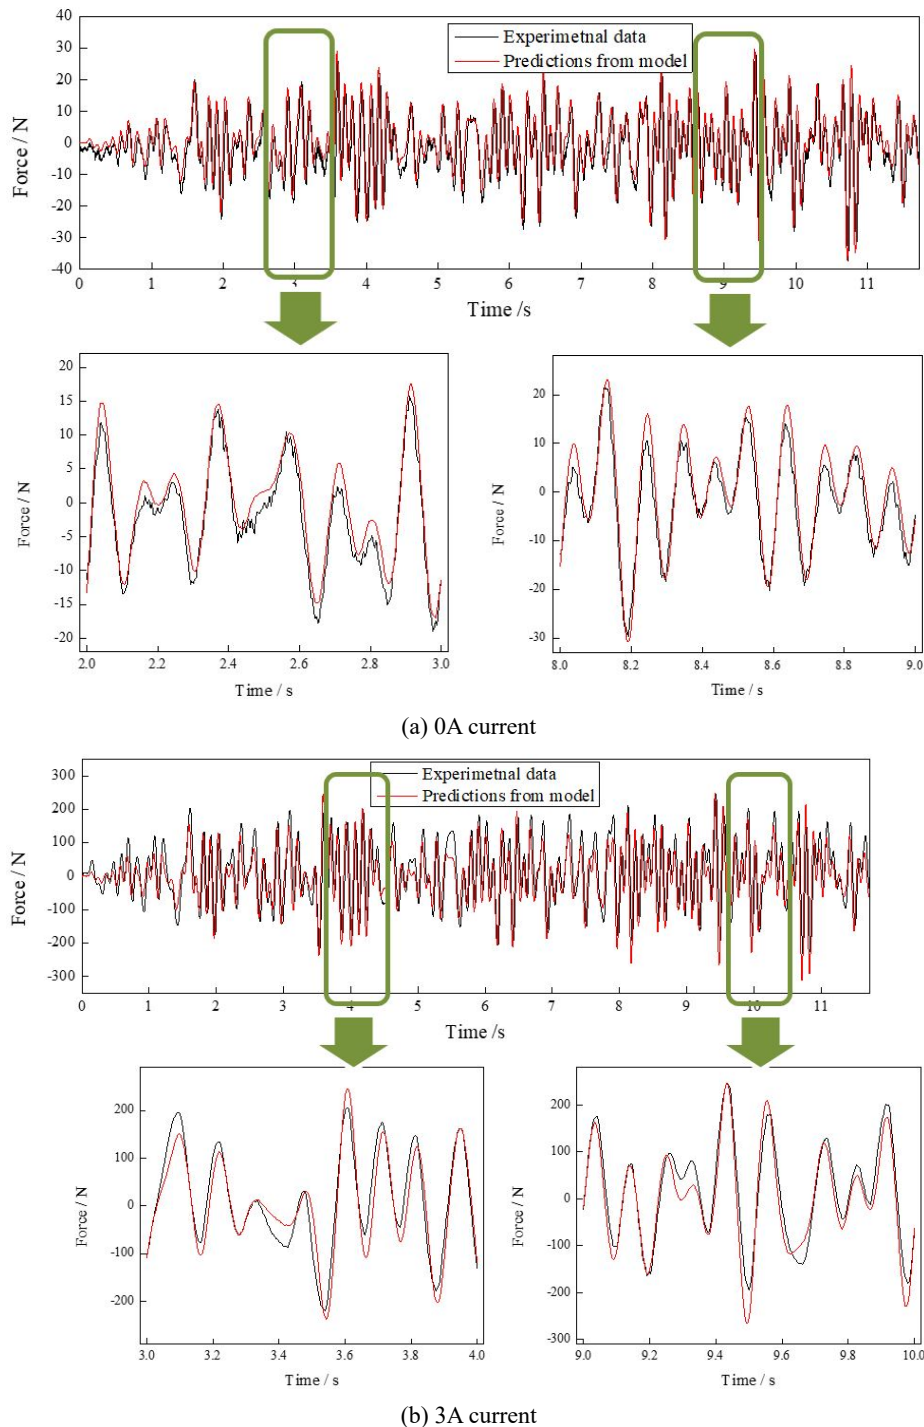 40
30
20
10
0
-10
-20
-30
-40
Force / N
Experimetnal data
Predictions from model
0 1 2 3 4 5 6 7 8 9 10 11
Time /s
20
15
10
5
0
-5
-10
-15
-20
Force / N
2.0 2.2 2.4 2.6 2.8 3.0
Time / s
20
10
0
-10
-20
-30
Force / N
8.0 8.2 8.4 8.6 8.8 9.0
Time / s
(a) 0A current
300
200
100
0
-100
-200
-300
Force / N
Experimetnal data
Predictions from model
0 1 2 3 4 5 6 7 8 9 10 11
Time /s
200
100
0
-100
-200
Force / N
3.0 3.2 3.4 3.6 3.8 4.0
Time / s
200
100
0
-100
-200
-300
Force / N
9.0 9.2 9.4 9.6 9.8 10.0
Time / s
(b) 3A current